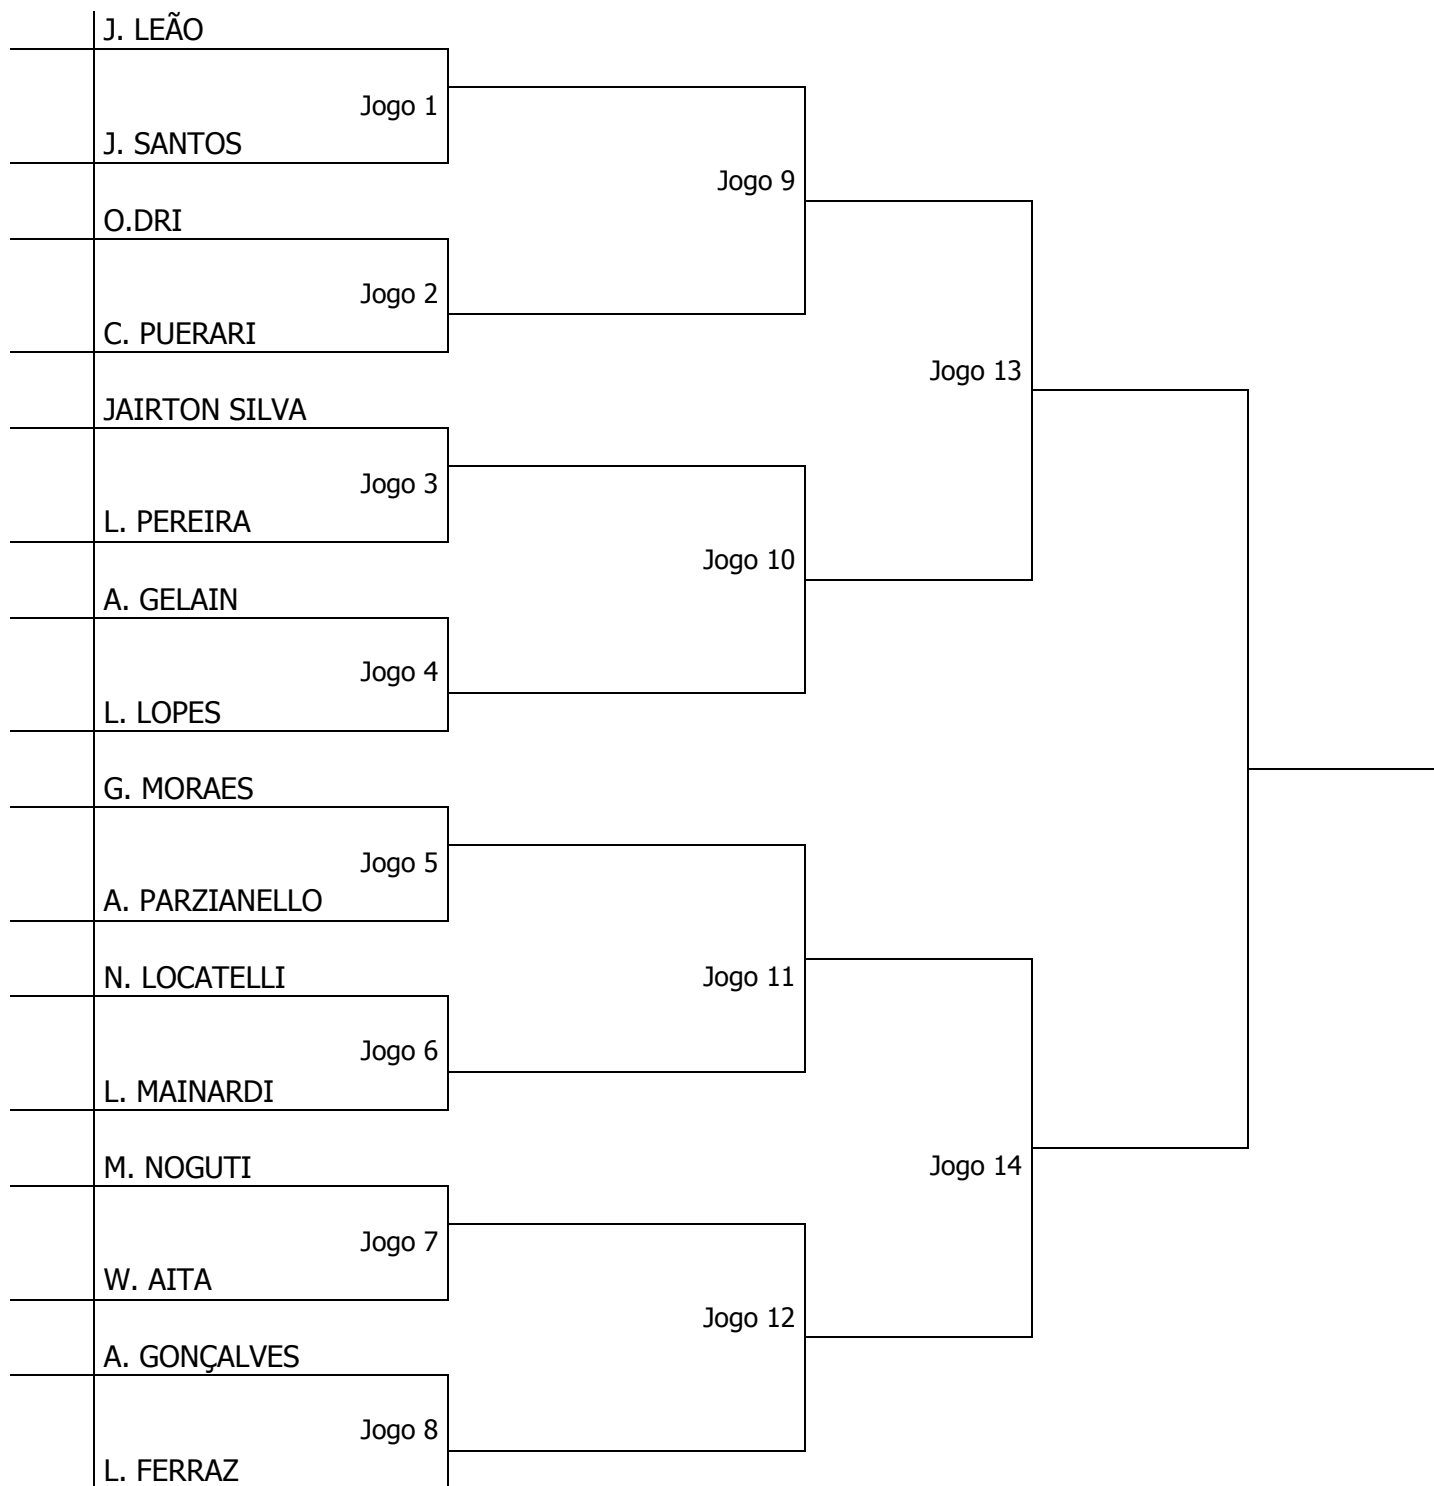 J. LEÃO
Jogo 1
J. SANTOS
Jogo 9
O.DRI
Jogo 2
C. PUERARI
Jogo 13
JAIRTON SILVA
Jogo 3
L. PEREIRA
Jogo 10
A. GELAIN
Jogo 4
L. LOPES
G. MORAES
Jogo 5
A. PARZIANELLO
N. LOCATELLI
Jogo 11
Jogo 6
L. MAINARDI
M. NOGUTI
Jogo 14
Jogo 7
W. AITA
Jogo 12
A. GONÇALVES
Jogo 8
L. FERRAZ